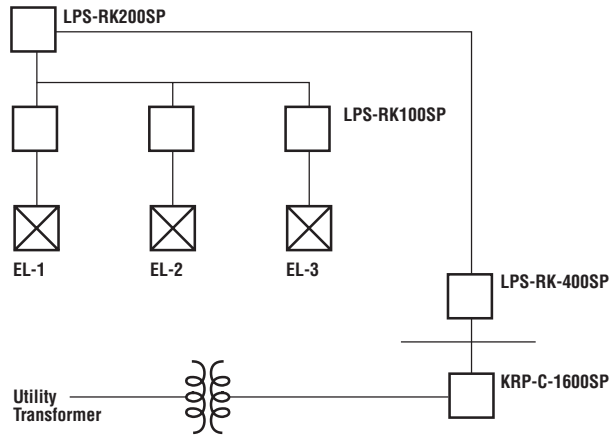 LPS-RK200SP
LPS-RK100SP
EL-1
EL-2
EL-3
LPS-RK-400SP
KRP-C-1600SP
Utility
Transformer